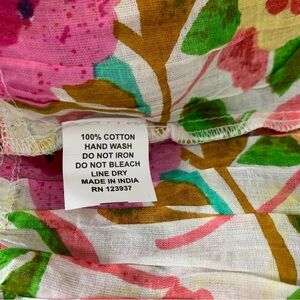 100% COTTON
HAND WASH
DO NOT IRON
DO NOT BLEACH
LINE DRY
MADE IN INDIA
RN 123937